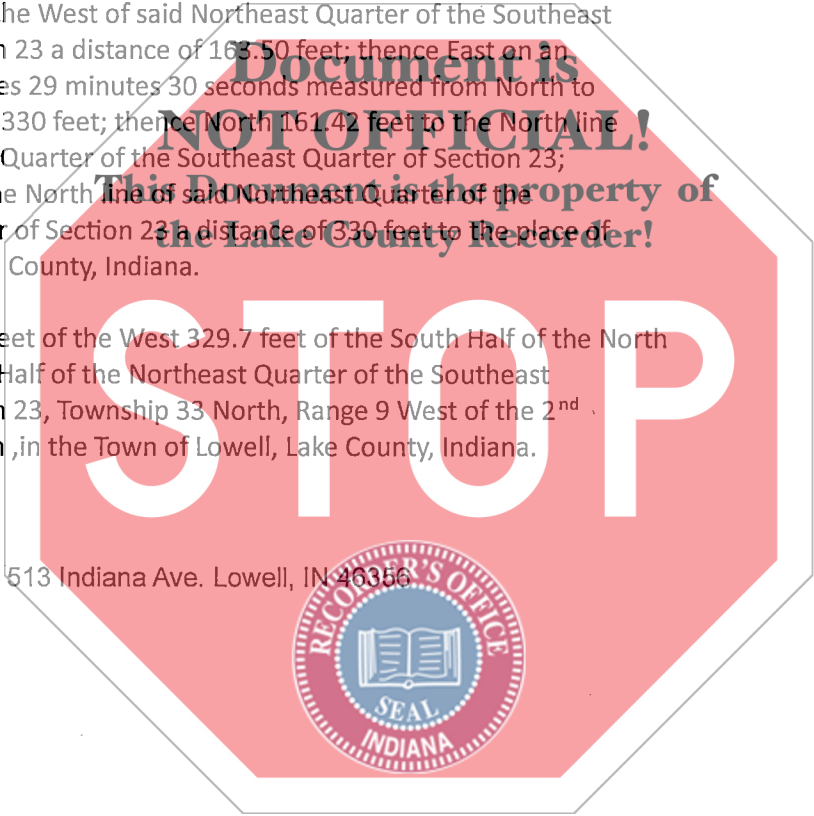 he West of said Northeast Quarter of the Southeast
23 a distance of 163.50 feet; thence East on an
es 29 minutes 30 seconds measured from North to
330 feet; thence North 161.42 feet to the North line
Quarter of the Southeast Quarter of Section 23;
e North line of said Northeast Quarter of the
r of Section 23 a distance of 330 feet to the place of
County, Indiana.
eet of the West 329.7 feet of the South Half of the North
Half of the Northeast Quarter of the Southeast
23, Township 33 North, Range 9 West of the 2nd
,in the Town of Lowell, Lake County, Indiana.
513 Indiana Ave. Lowell, IN 46356
Document is
NOT OFFICIAL!
This Document is the property of
the Lake County Recorder!
STOP
RECORDER'S OFFICE
SEAL
INDIANA